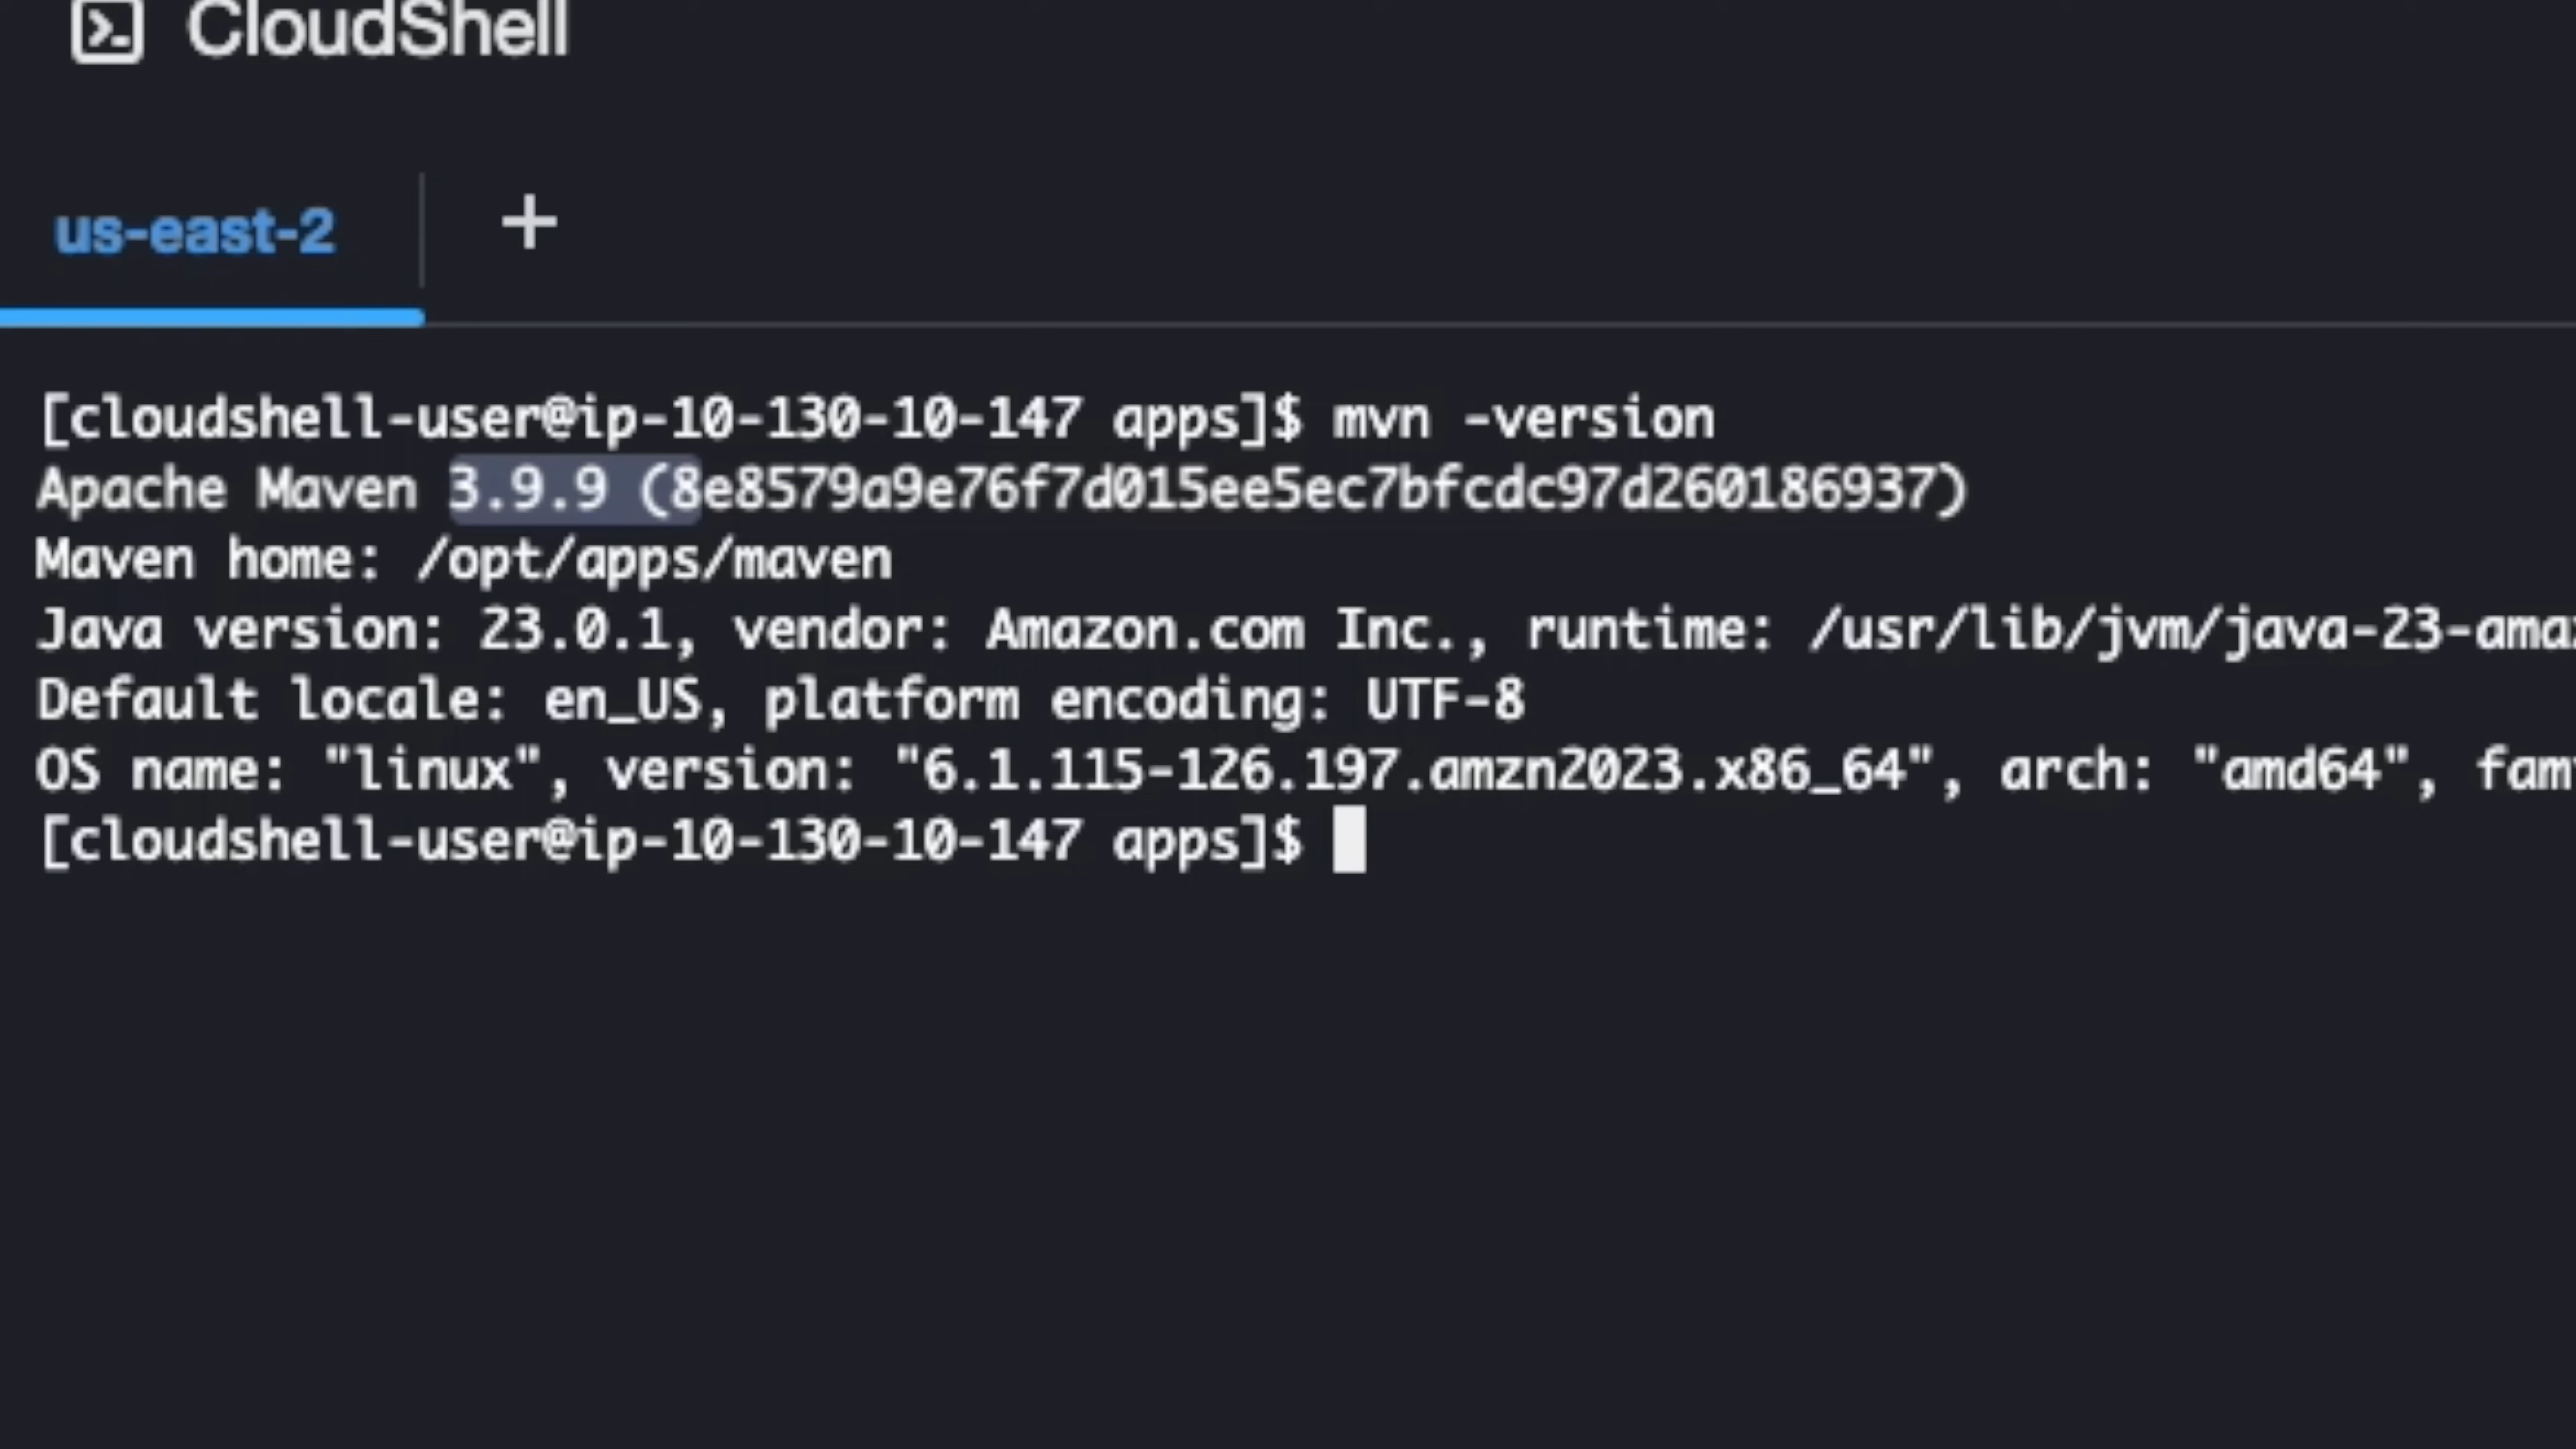 CloudShell
us-east-2 +
[cloudshell-user@ip-10-130-10-147 apps]$ mvn -version
Apache Maven 3.9.9 (8e8579a9e76f7d015ee5ec7bfcdc97d260186937)
Maven home: /opt/apps/maven
Java version: 23.0.1, vendor: Amazon.com Inc., runtime: /usr/lib/jvm/java-23-ama
Default locale: en_US, platform encoding: UTF-8
OS name: "linux", version: "6.1.115-126.197.amzn2023.x86_64", arch: "amd64", fam
[cloudshell-user@ip-10-130-10-147 apps]$